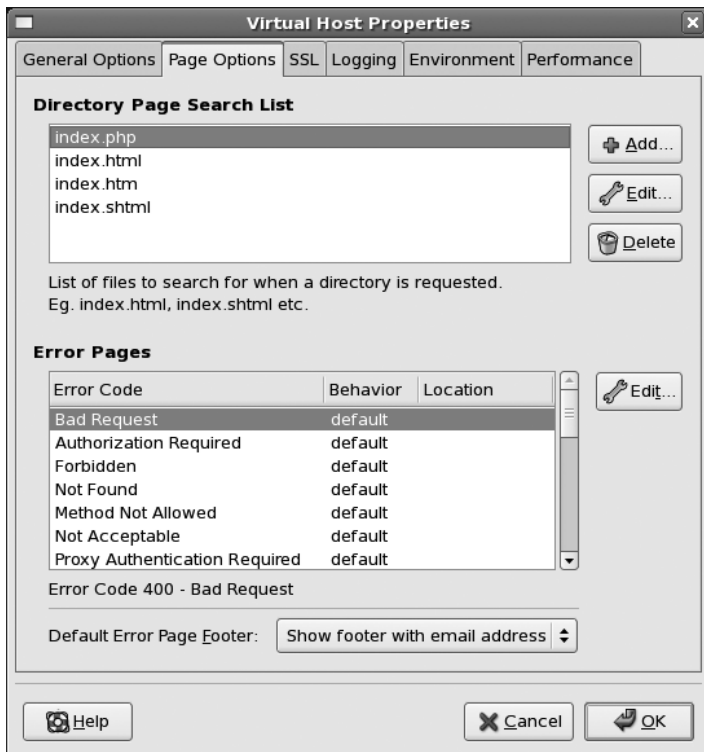 Virtual Host Properties
General Options Page Options SSL Logging Environment Performance
Directory Page Search List
index.php
index.html
index.htm
index.shtml
Add...
Edit...
Delete
List of files to search for when a directory is requested.
Eg. index.html, index.shtml etc.
Error Pages
Error Code Behavior Location
Bad Request default
Authorization Required default
Forbidden default
Not Found default
Method Not Allowed default
Not Acceptable default
Proxy Authentication Required default
Edit...
Error Code 400 - Bad Request
Default Error Page Footer: Show footer with email address
Help Cancel OK